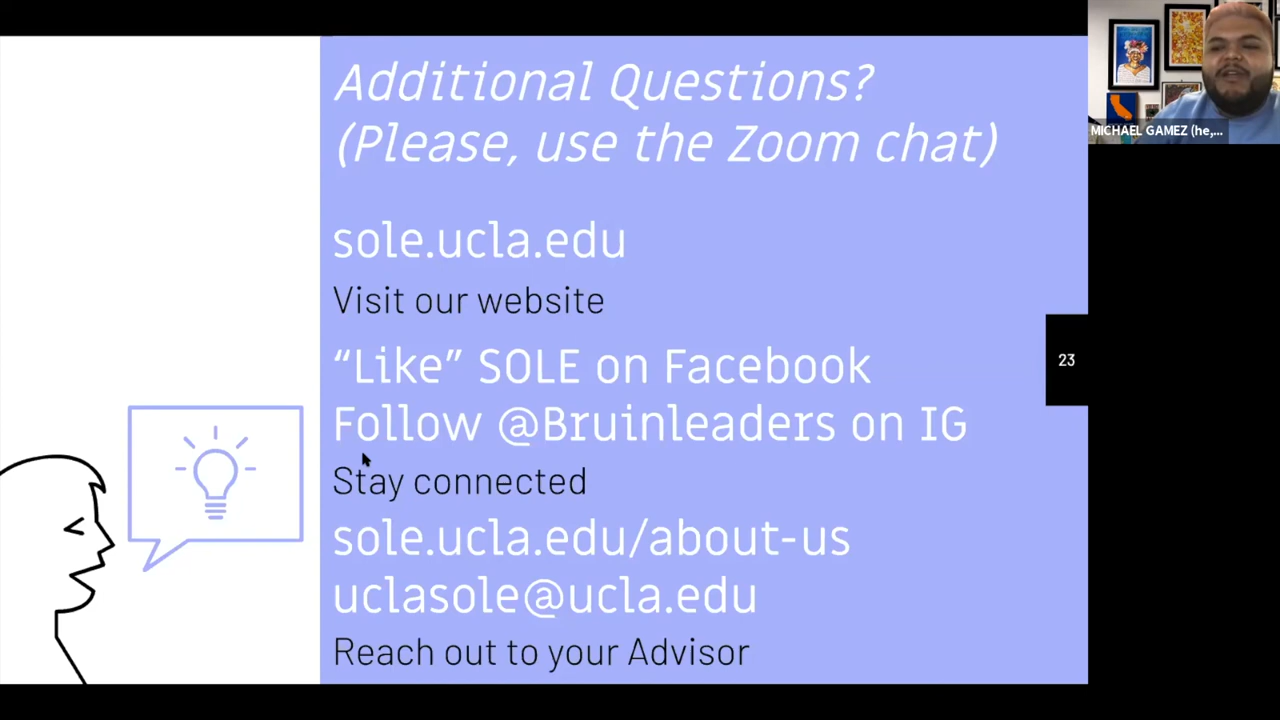 Additional Questions?
(Please, use the Zoom chat)
sole.ucla.edu
Visit our website
“Like” SOLE on Facebook
Follow @Bruinleaders on IG
Stay connected
sole.ucla.edu/about-us
uclasole@ucla.edu
Reach out to your Advisor
23
MICHAEL GAMEZ (he,...